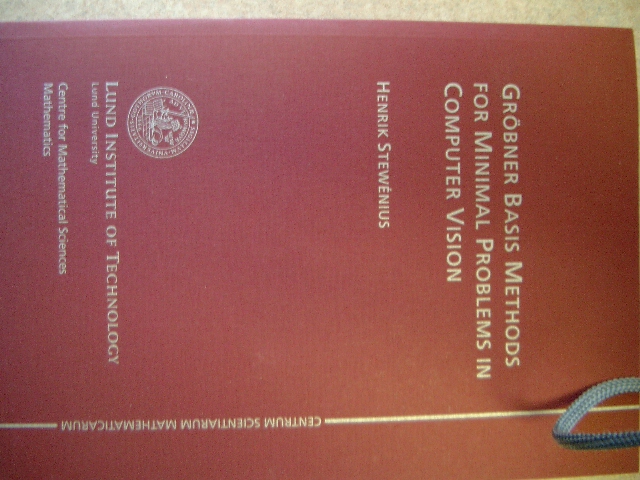 GRÖBNER BASIS METHODS
FOR MINIMAL PROBLEMS IN
COMPUTER VISION
HENRIK STEWÉNIUS
LUND INSTITUTE OF TECHNOLOGY
Lund University
Centre for Mathematical Sciences
Mathematics
CENTRUM SCIENTIARUM MATHEMATICARUM